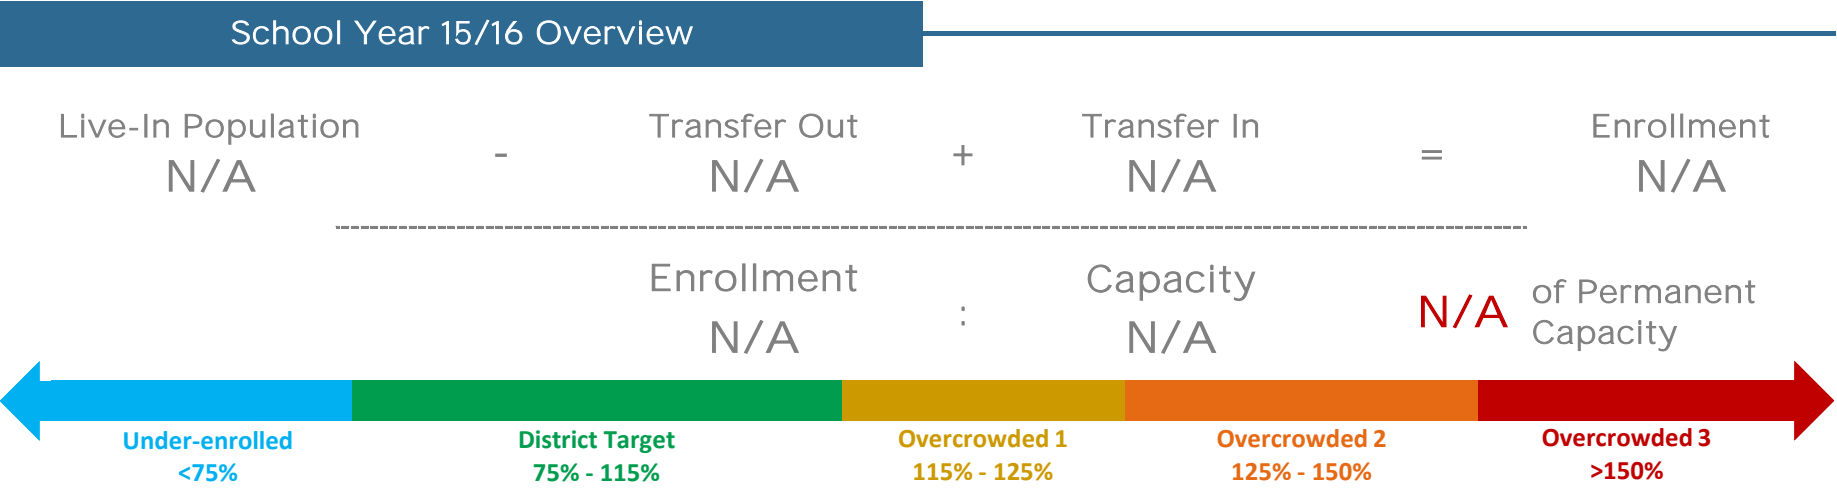 School Year 15/16 Overview
Live-In Population - Transfer Out + Transfer In = Enrollment
N/A N/A N/A N/A
Enrollment : Capacity
N/A N/A N/A of Permanent
Capacity
Under-enrolled District Target Overcrowded 1 Overcrowded 2 Overcrowded 3
<75% 75% - 115% 115% - 125% 125% - 150% >150%